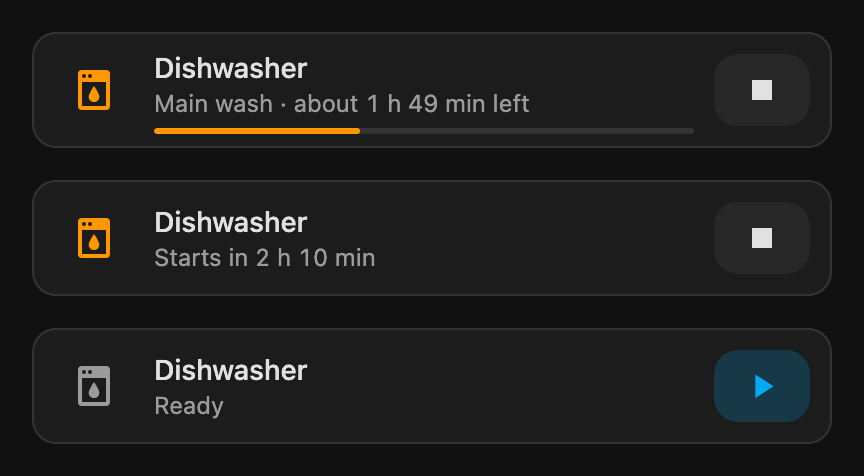 Dishwasher
Main wash · about 1 h 49 min left
Dishwasher
Starts in 2 h 10 min
Dishwasher
Ready